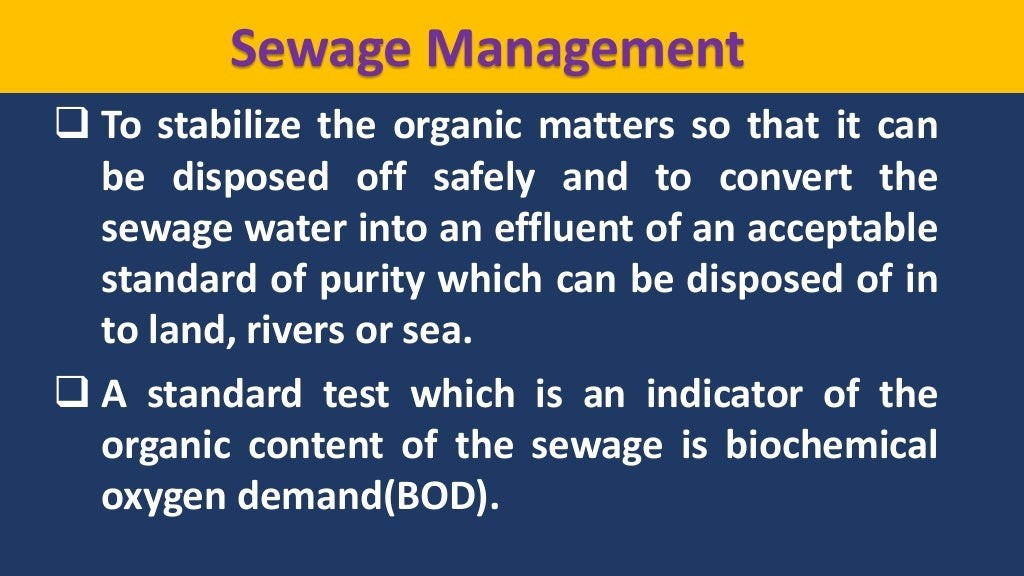 Sewage Management
❑ To stabilize the organic matters so that it can
be disposed off safely and to convert the
sewage water into an effluent of an acceptable
standard of purity which can be disposed of in
to land, rivers or sea.
❑ A standard test which is an indicator of the
organic content of the sewage is biochemical
oxygen demand(BOD).